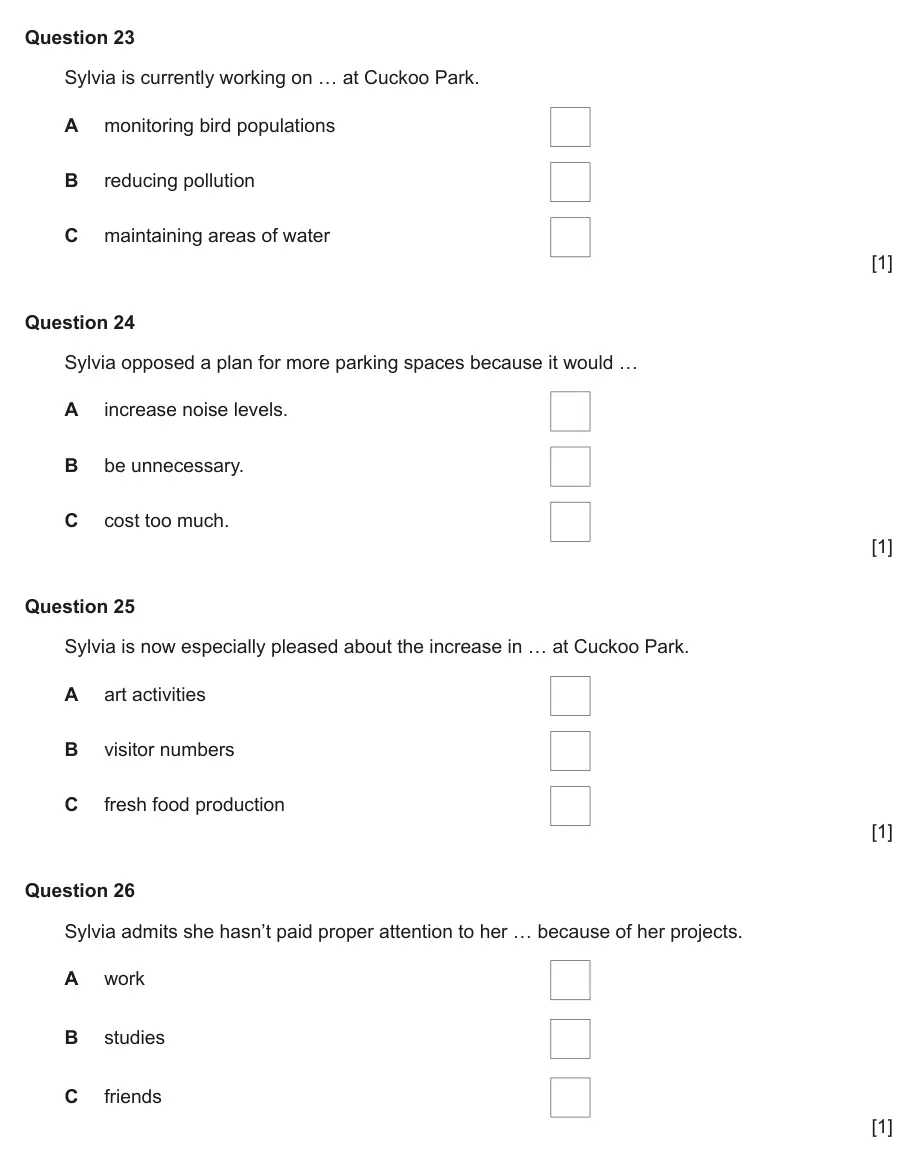 Question 23
Sylvia is currently working on … at Cuckoo Park.
A monitoring bird populations
B reducing pollution
C maintaining areas of water
[1]
Question 24
Sylvia opposed a plan for more parking spaces because it would …
A increase noise levels.
B be unnecessary.
C cost too much.
[1]
Question 25
Sylvia is now especially pleased about the increase in … at Cuckoo Park.
A art activities
B visitor numbers
C fresh food production
[1]
Question 26
Sylvia admits she hasn’t paid proper attention to her … because of her projects.
A work
B studies
C friends
[1]